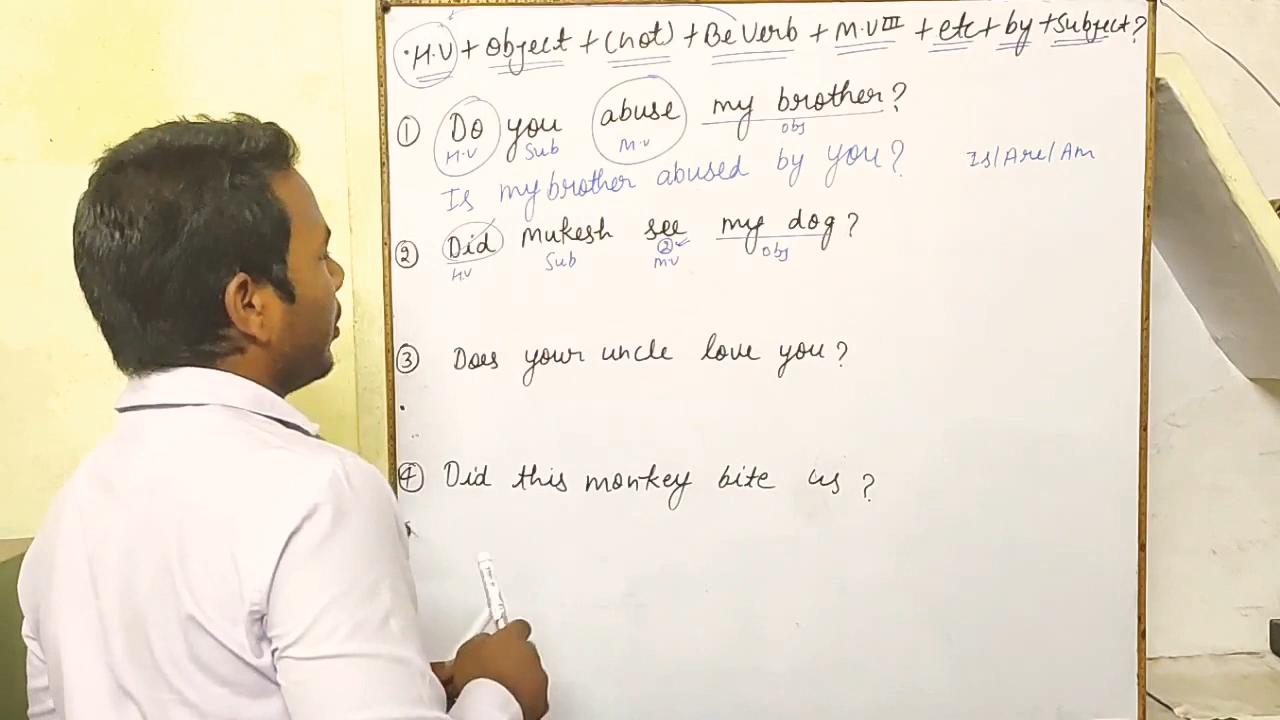 • H.V + Object + (not) + Be Verb + M.V III + etc + by + Subject?
① Do you abuse my brother?
H.V Sub M.V obj
Is my brother abused by you? Is/Are/Am
② Did Mukesh see my dog?
H.V Sub ② M.V Obj
③ Does your uncle love you?
④ Did this monkey bite us?